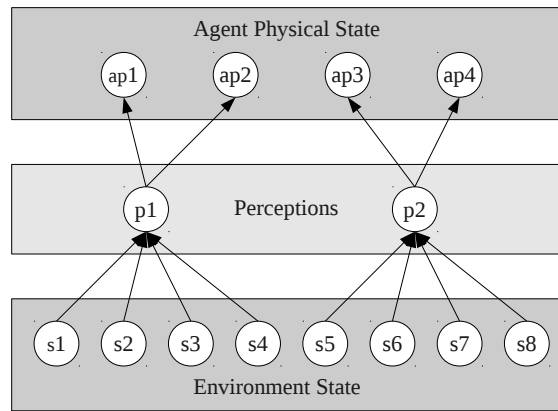 Agent Physical State
ap1 ap2 ap3 ap4
p1 Perceptions p2
s1 s2 s3 s4 s5 s6 s7 s8
Environment State